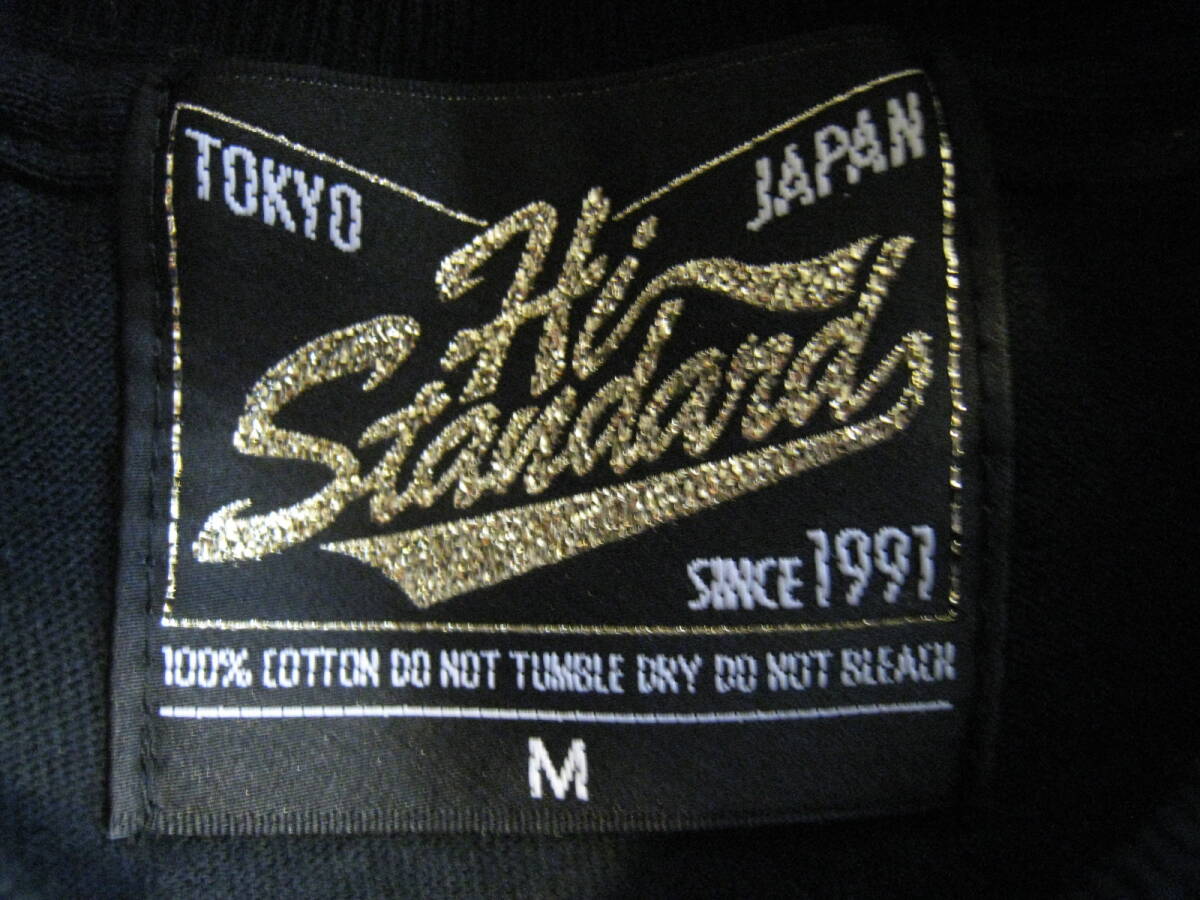 TOKYO
JAPAN
Hi
Standard
SINCE 1991
100% COTTON DO NOT TUMBLE DRY DO NOT BLEACH
M